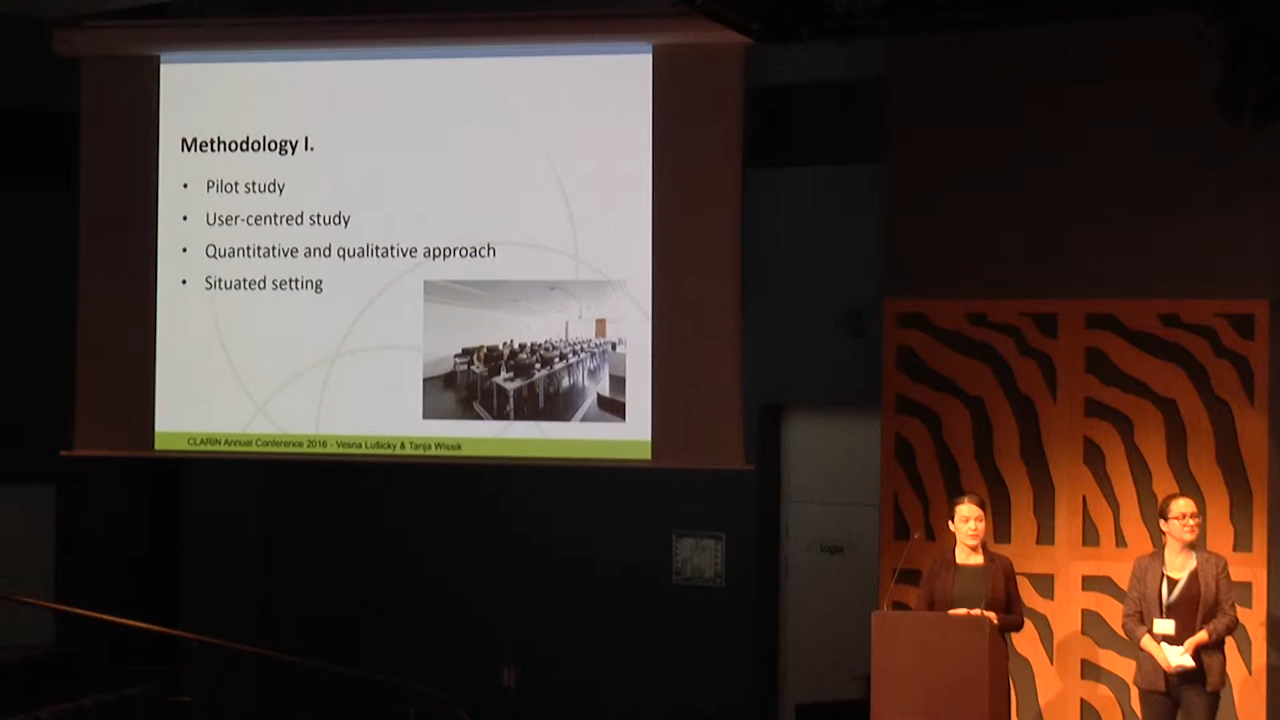 Methodology I.
• Pilot study
• User-centred study
• Quantitative and qualitative approach
• Situated setting
CLARIN Annual Conference 2016 - Vesna Lušicky & Tanja Wissik